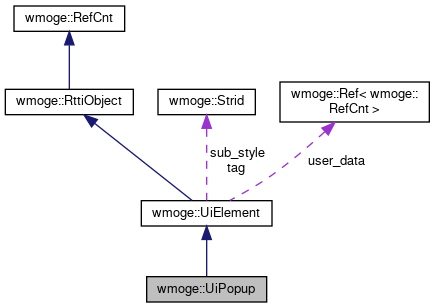 wmoge::RefCnt
wmoge::RttiObject
wmoge::Strid
wmoge::Ref< wmoge::
RefCnt >
sub_style
tag
user_data
wmoge::UiElement
wmoge::UiPopup